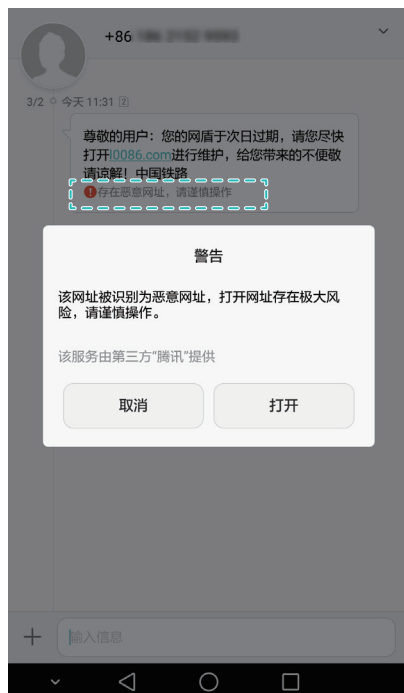 +86
3/2 今天 11:31 2
尊敬的用户：您的网盾于次日过期，请您尽快
打开l0086.com进行维护，给您带来的不便敬
请谅解！中国铁路
存在恶意网址，请谨慎操作
警告
该网址被识别为恶意网址，打开网址存在极大风
险，请谨慎操作。
该服务由第三方“腾讯”提供
取消 打开
输入信息